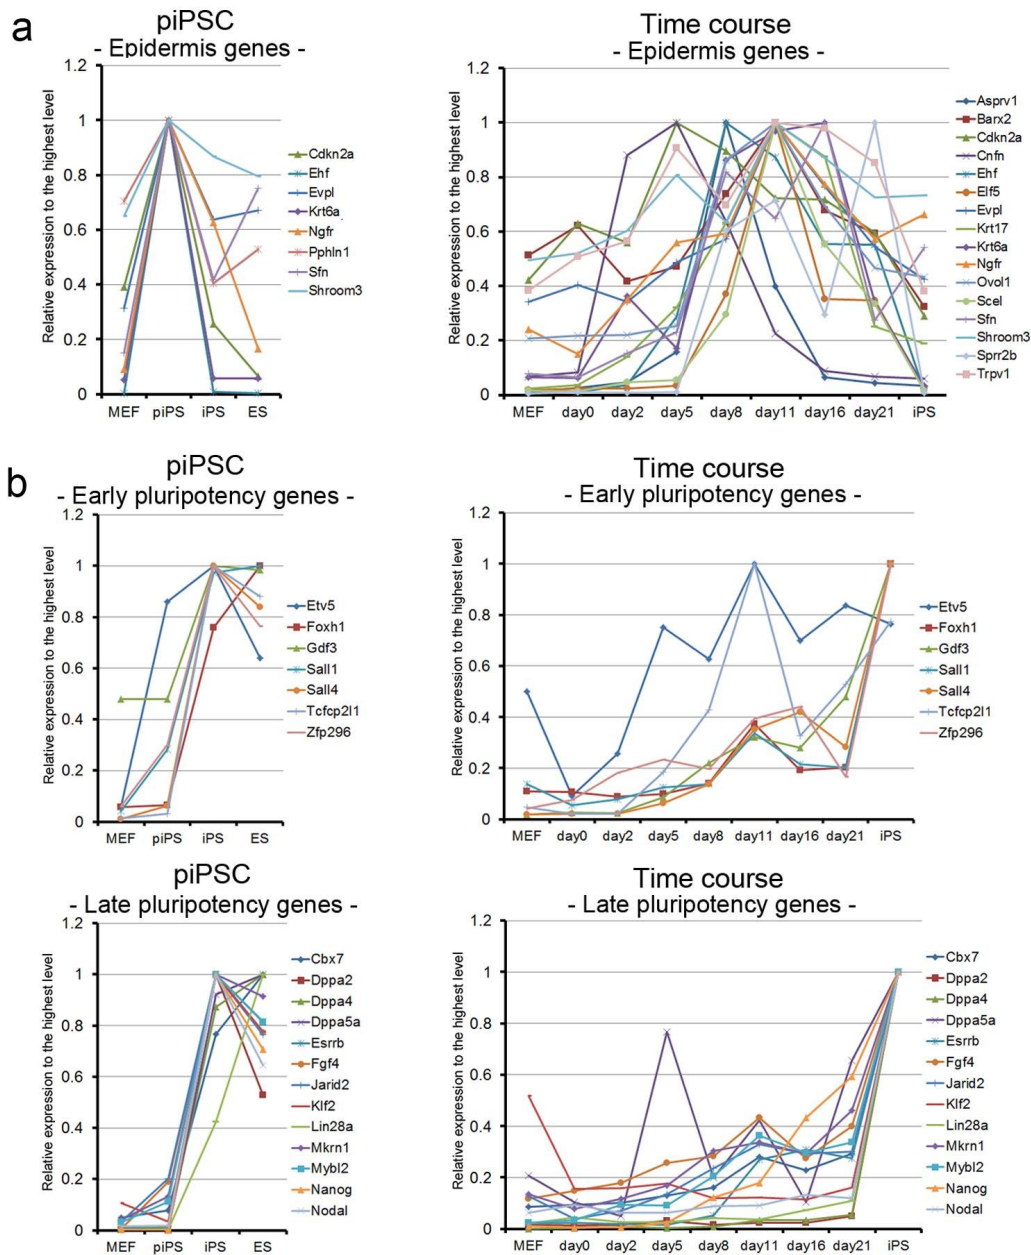 a
piPSC
- Epidermis genes -
Relative expression to the highest level
1.2
1
0.8
0.6
0.4
0.2
0
MEF piPS iPS ES
Cdkn2a
Ehf
Evpl
Krt6a
Ngfr
Pphln1
Sfn
Shroom3
Time course
- Epidermis genes -
Relative expression to the highest level
1.2
1
0.8
0.6
0.4
0.2
0
MEF day0 day2 day5 day8 day11 day16 day21 iPS
Asprv1
Barx2
Cdkn2a
Cnfn
Ehf
Elf5
Evpl
Krt17
Krt6a
Ngfr
Ovol1
Scel
Sfn
Shroom3
Sprr2b
Trpv1
b
piPSC
- Early pluripotency genes -
Relative expression to the highest level
1.2
1
0.8
0.6
0.4
0.2
0
MEF piPS iPS ES
Etv5
Foxh1
Gdf3
Sall1
Sall4
Tcfcp2l1
Zfp296
Time course
- Early pluripotency genes -
Relative expression to the highest level
1.2
1
0.8
0.6
0.4
0.2
0
MEF day0 day2 day5 day8 day11 day16 day21 iPS
Etv5
Foxh1
Gdf3
Sall1
Sall4
Tcfcp2l1
Zfp296
piPSC
- Late pluripotency genes -
Relative expression to the highest level
1.2
1
0.8
0.6
0.4
0.2
0
MEF piPS iPS ES
Cbx7
Dppa2
Dppa4
Dppa5a
Esrrb
Fgf4
Jarid2
Klf2
Lin28a
Mkrn1
Mybl2
Nanog
Nodal
Time course
- Late pluripotency genes -
Relative expression to the highest level
1.2
1
0.8
0.6
0.4
0.2
0
MEF day0 day2 day5 day8 day11 day16 day21 iPS
Cbx7
Dppa2
Dppa4
Dppa5a
Esrrb
Fgf4
Jarid2
Klf2
Lin28a
Mkrn1
Mybl2
Nanog
Nodal